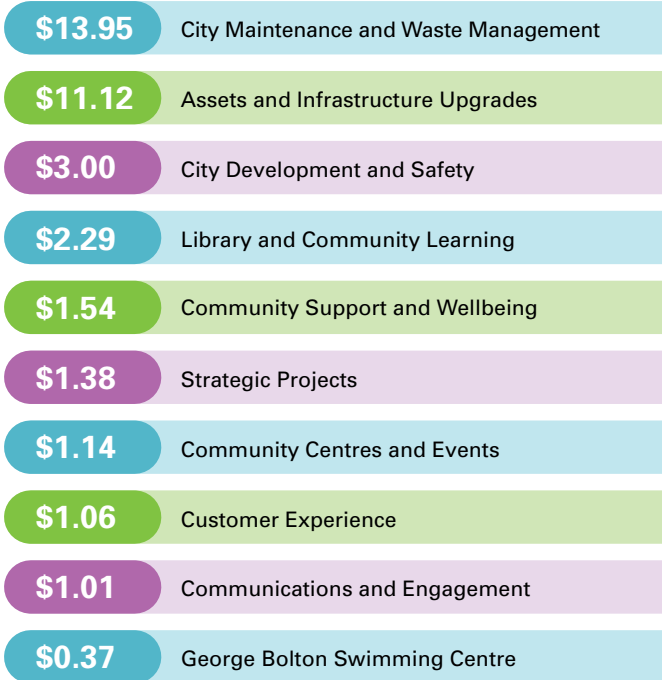 $13.95 City Maintenance and Waste Management
$11.12 Assets and Infrastructure Upgrades
$3.00 City Development and Safety
$2.29 Library and Community Learning
$1.54 Community Support and Wellbeing
$1.38 Strategic Projects
$1.14 Community Centres and Events
$1.06 Customer Experience
$1.01 Communications and Engagement
$0.37 George Bolton Swimming Centre